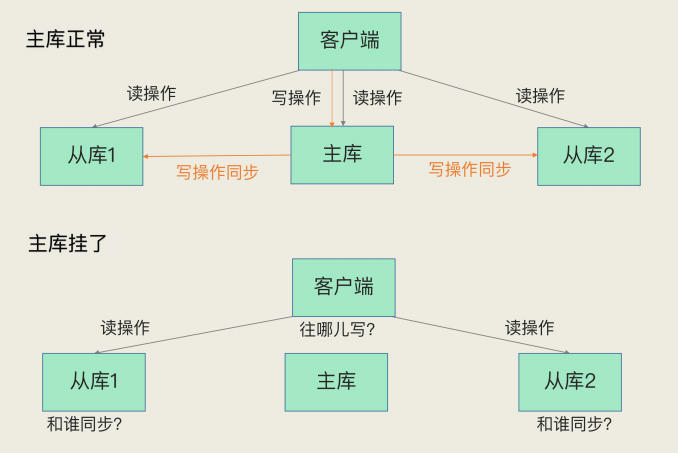 主库正常
客户端
读操作
写操作
读操作
读操作
从库1
主库
从库2
写操作同步
写操作同步
主库挂了
客户端
读操作
往哪儿写?
读操作
从库1
主库
从库2
和谁同步?
和谁同步?